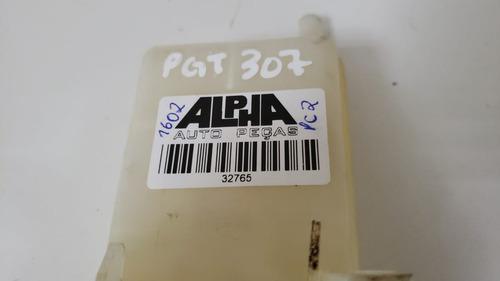 PGT 307
1602
ALPHA
AUTO PEÇAS
PC2
32765